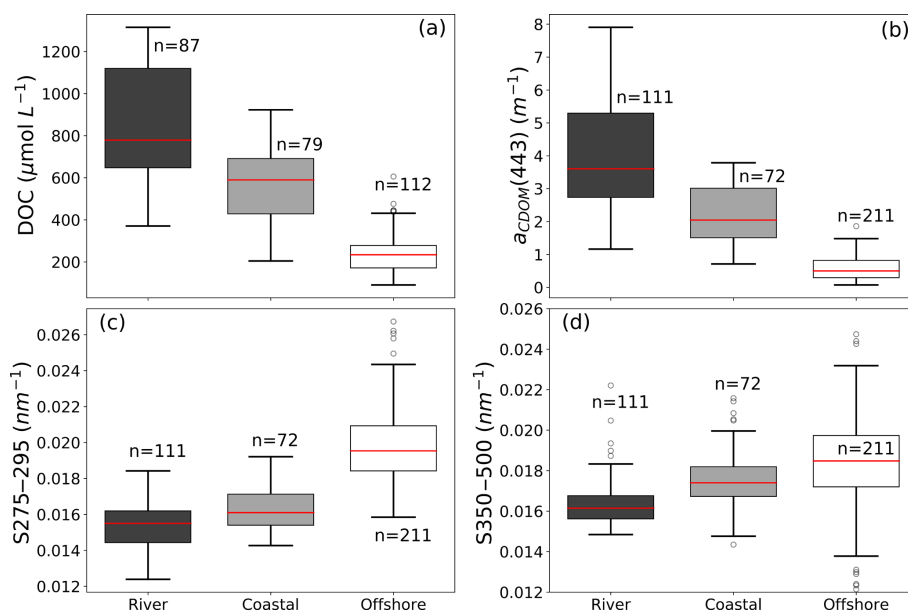 (a)
n=87
n=79
n=112
DOC (μmol L⁻¹)
1200
1000
800
600
400
200
(b)
n=111
n=72
n=211
a_CDOM(443) (m⁻¹)
8
7
6
5
4
3
2
1
0
(c)
n=111
n=72
n=211
S275−295 (nm⁻¹)
0.026
0.024
0.022
0.020
0.018
0.016
0.014
0.012
River Coastal Offshore
(d)
n=111
n=72
n=211
S350−500 (nm⁻¹)
0.026
0.024
0.022
0.020
0.018
0.016
0.014
0.012
River Coastal Offshore